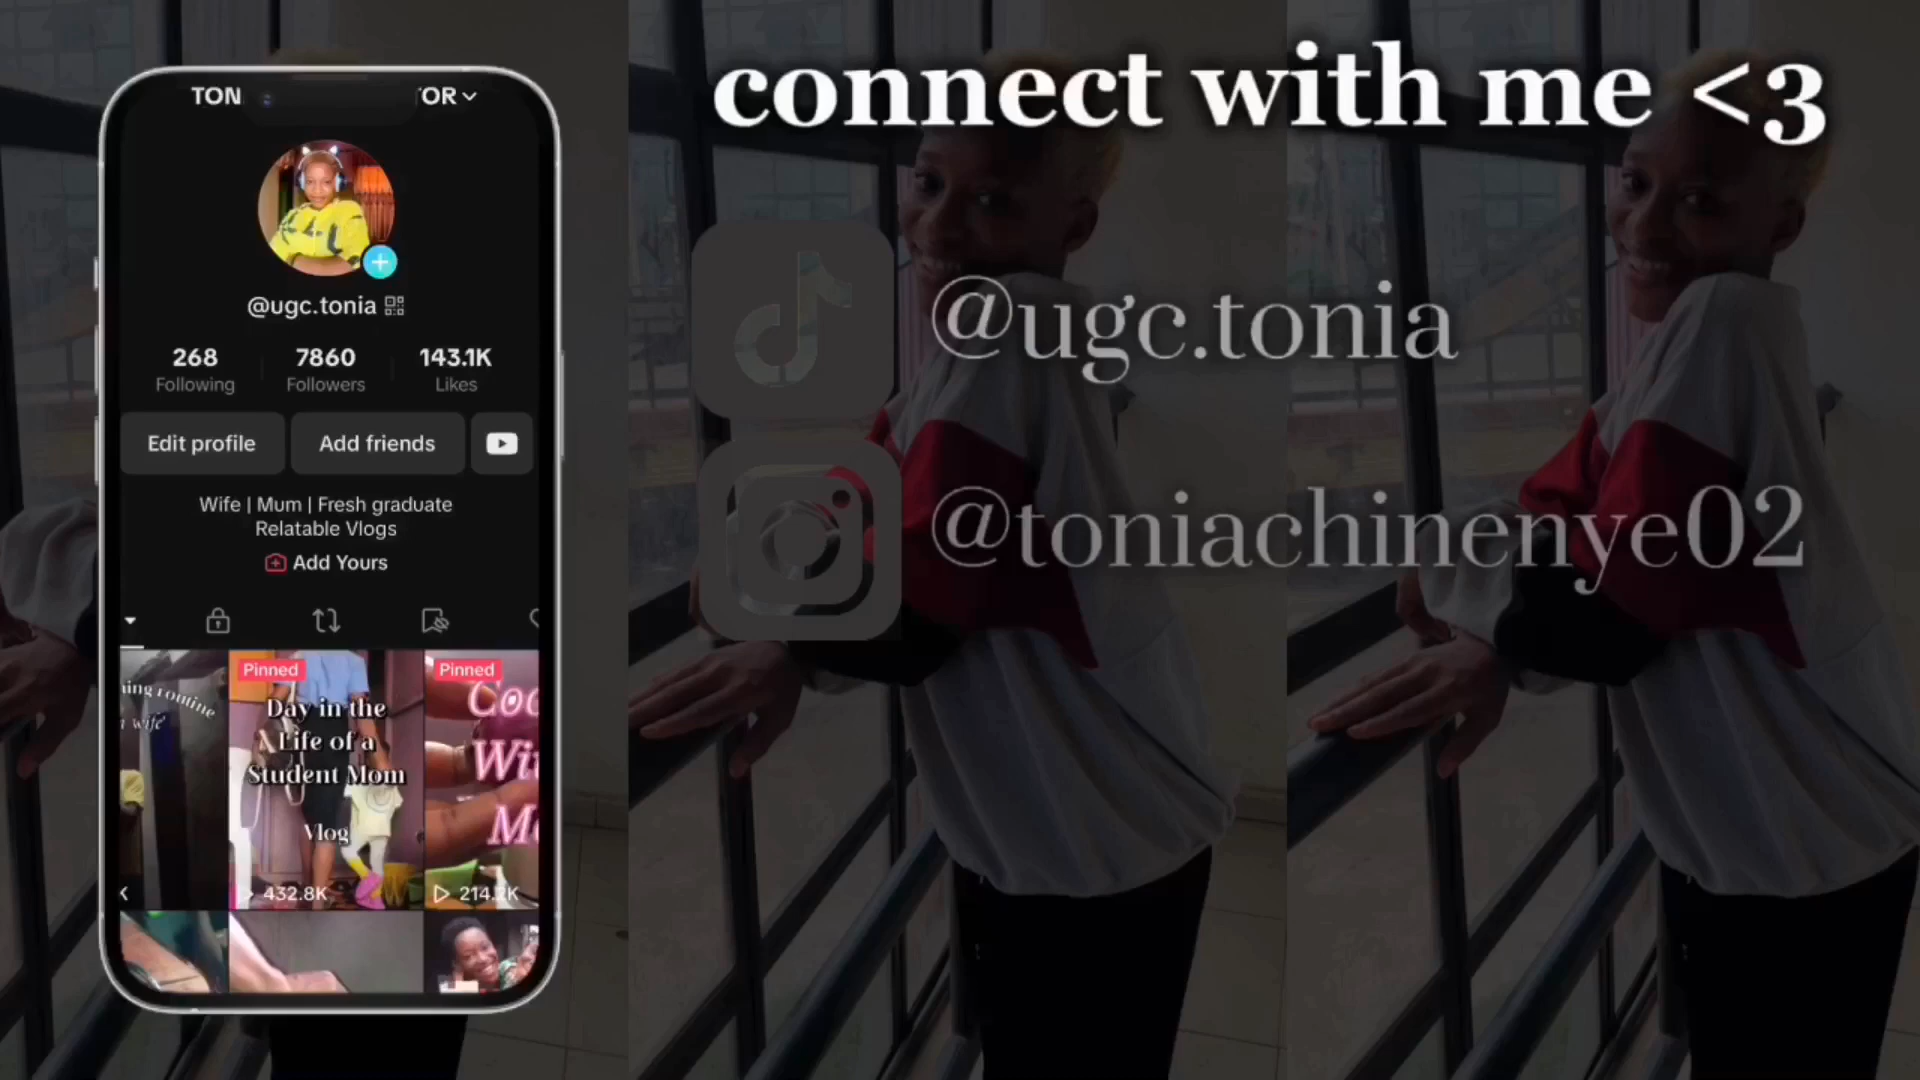 connect with me <3
TON
OR
@ugc.tonia
268
Following
7860
Followers
143.1K
Likes
Edit profile
Add friends
Wife | Mum | Fresh graduate
Relatable Vlogs
Add Yours
Pinned
Day in the
Life of a
Student Mom
Vlog
432.8K
Pinned
routine
wife
@ugc.tonia
@toniachinenye02